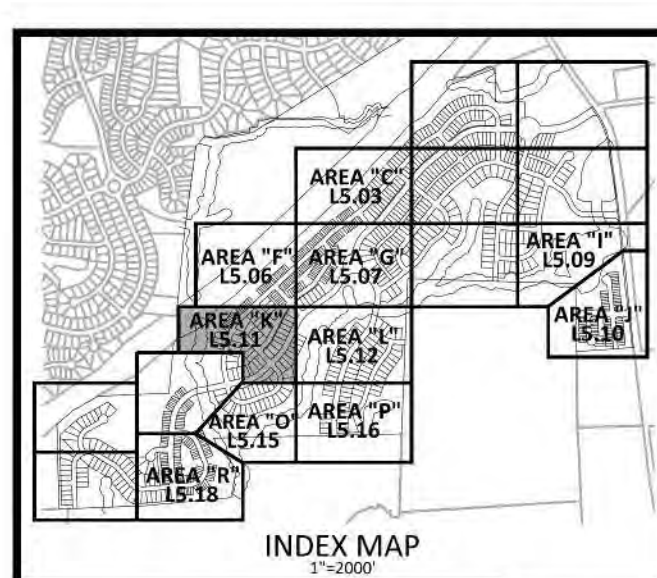 AREA "C"
L5.03
AREA "F"
L5.06
AREA "G"
L5.07
AREA "I"
L5.09
AREA "J"
L5.10
AREA "K"
L5.11
AREA "L"
L5.12
AREA "O"
L5.15
AREA "P"
L5.16
AREA "R"
L5.18
INDEX MAP
1"=2000'